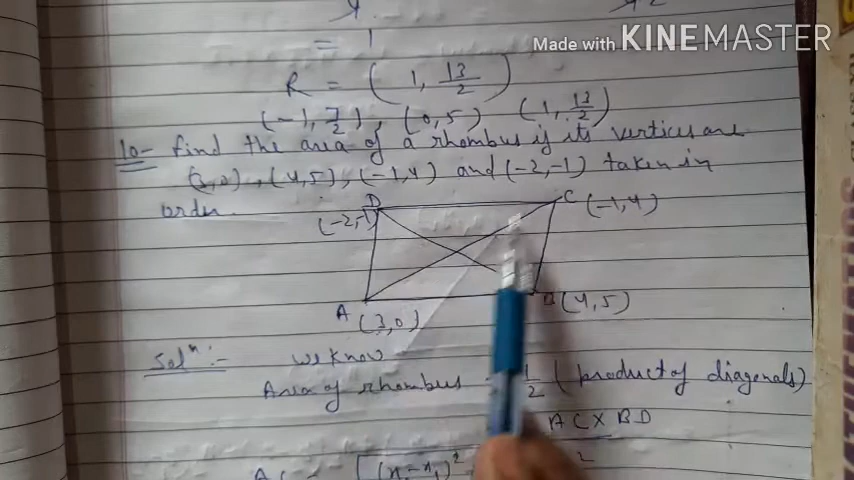 Made with KINEMASTER
= 1
R = ( 1, 13/2 )
(-1, 7/2), (0,5) (1, 13/2)
10- find the area of a rhombus if its vertices are
(3,0), (4,5), (-1,4) and (-2,-1) taken in
order.
D C (-1,4)
(-2,-1)
A B (4,5)
(3,0)
Solⁿ:- we know
Area of rhombus 1/2 (product of diagonals)
AC X BD
2